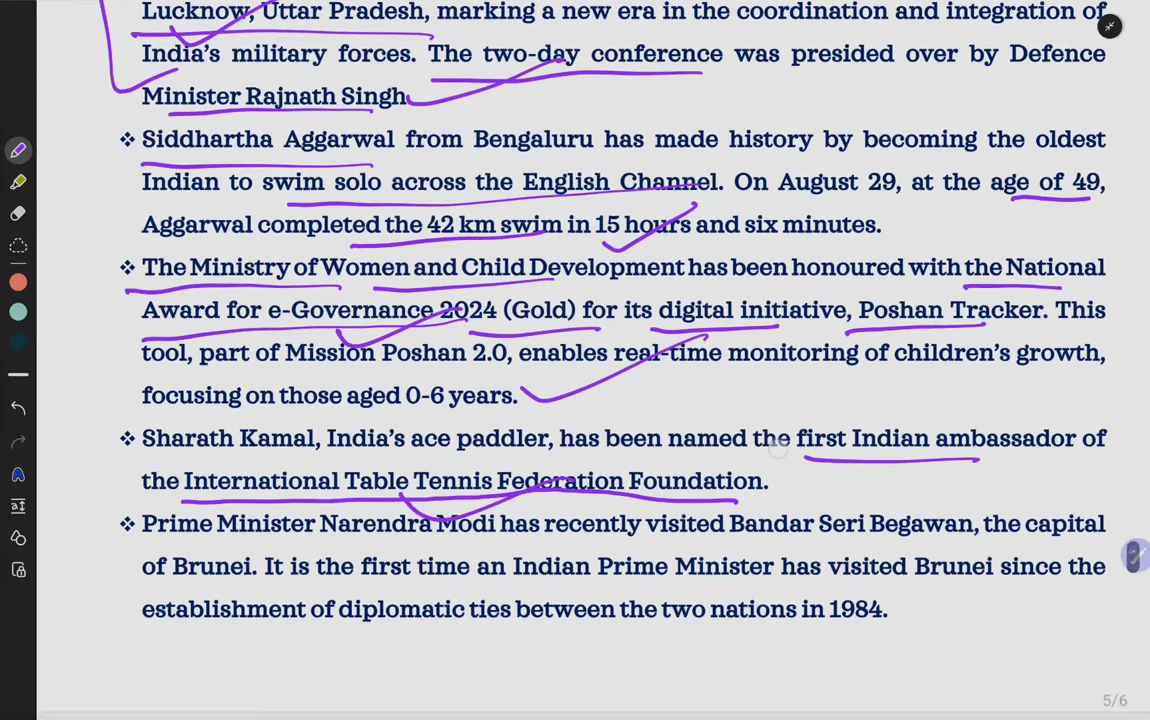 Lucknow, Uttar Pradesh, marking a new era in the coordination and integration of
India's military forces. The two-day conference was presided over by Defence
Minister Rajnath Singh
❖ Siddhartha Aggarwal from Bengaluru has made history by becoming the oldest
Indian to swim solo across the English Channel. On August 29, at the age of 49,
Aggarwal completed the 42 km swim in 15 hours and six minutes.
❖ The Ministry of Women and Child Development has been honoured with the National
Award for e-Governance 2024 (Gold) for its digital initiative, Poshan Tracker. This
tool, part of Mission Poshan 2.0, enables real-time monitoring of children's growth,
focusing on those aged 0-6 years.
❖ Sharath Kamal, India's ace paddler, has been named the first Indian ambassador of
the International Table Tennis Federation Foundation.
❖ Prime Minister Narendra Modi has recently visited Bandar Seri Begawan, the capital
of Brunei. It is the first time an Indian Prime Minister has visited Brunei since the
establishment of diplomatic ties between the two nations in 1984.
5/6